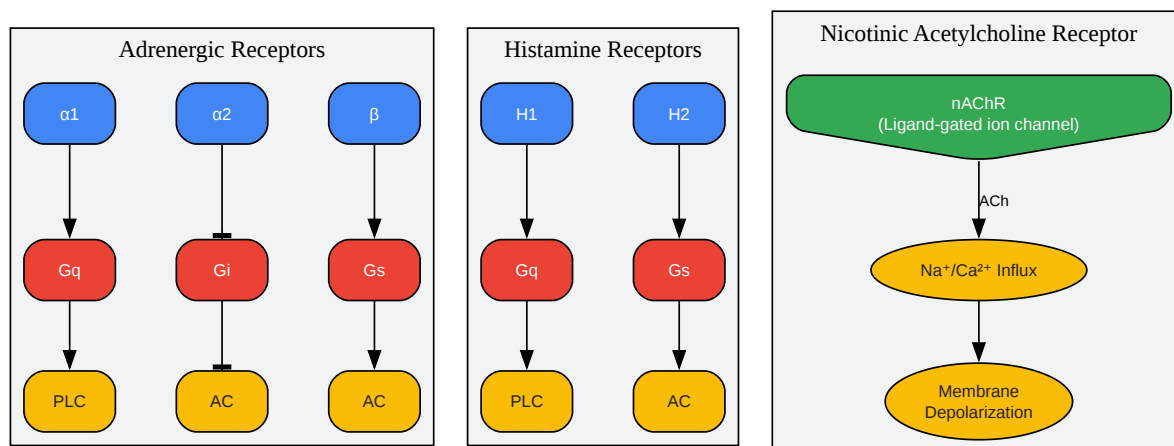 Adrenergic Receptors
α1
α2
β
Gq
Gi
Gs
PLC
AC
AC
Histamine Receptors
H1
H2
Gq
Gs
PLC
AC
Nicotinic Acetylcholine Receptor
nAChR
(Ligand-gated ion channel)
ACh
Na⁺/Ca²⁺ Influx
Membrane
Depolarization